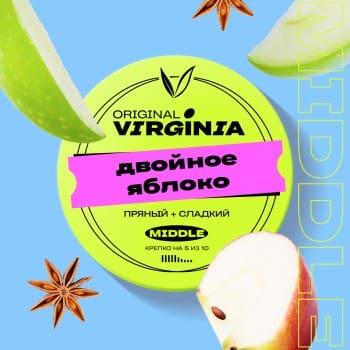 ORIGINAL
VIRGINIA
двойное
яблоко
ПРЯНЫЙ + СЛАДКИЙ
MIDDLE
КРЕПКО НА 5 ИЗ 10
MIDDLE